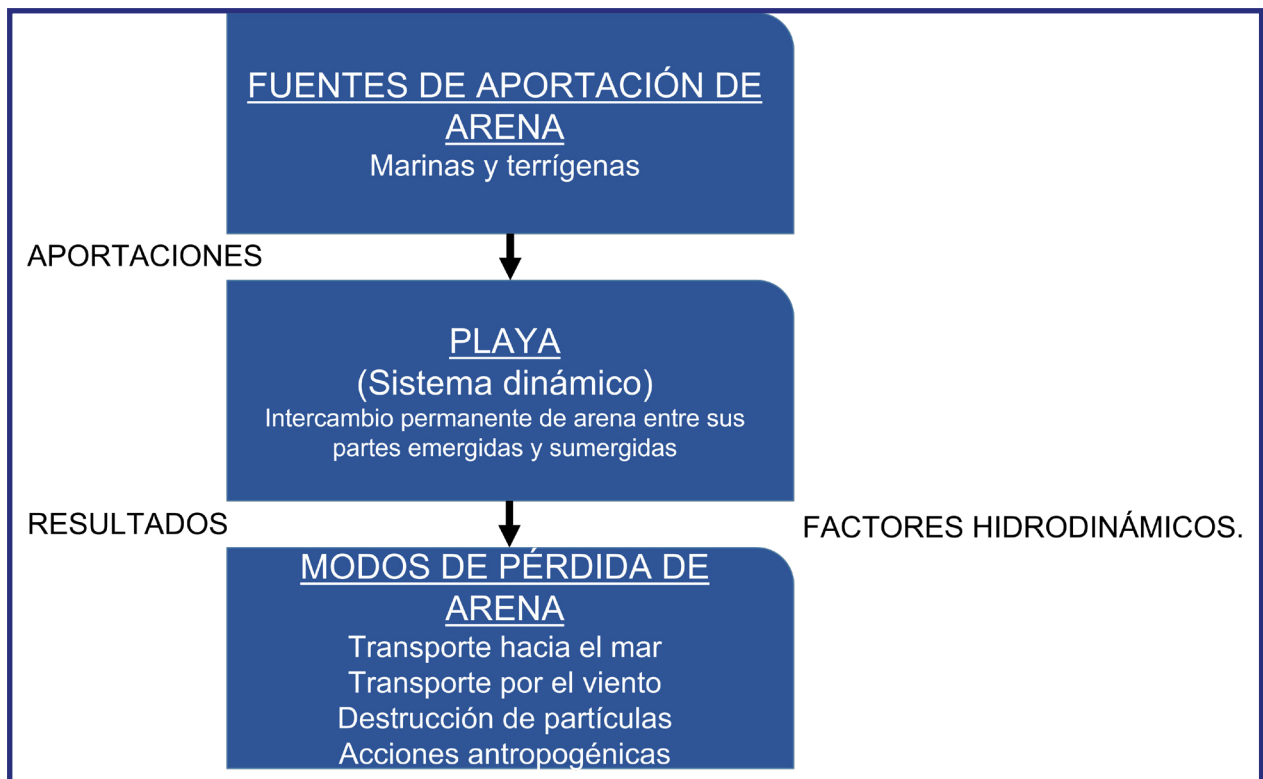 FUENTES DE APORTACIÓN DE
ARENA
Marinas y terrígenas
APORTACIONES
PLAYA
(Sistema dinámico)
Intercambio permanente de arena entre sus
partes emergidas y sumergidas
RESULTADOS
FACTORES HIDRODINÁMICOS.
MODOS DE PÉRDIDA DE
ARENA
Transporte hacia el mar
Transporte por el viento
Destrucción de partículas
Acciones antropogénicas